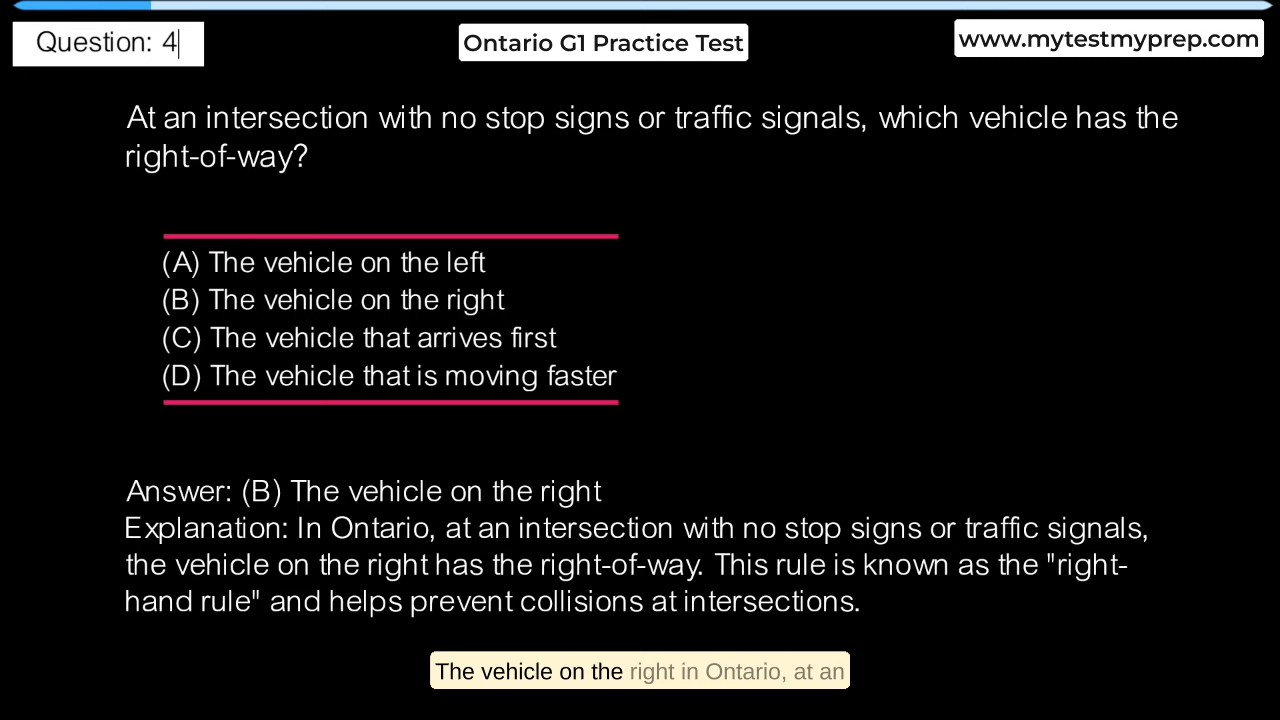 Question: 4
Ontario G1 Practice Test
www.mytestmyprep.com
At an intersection with no stop signs or traffic signals, which vehicle has the
right-of-way?
(A) The vehicle on the left
(B) The vehicle on the right
(C) The vehicle that arrives first
(D) The vehicle that is moving faster
Answer: (B) The vehicle on the right
Explanation: In Ontario, at an intersection with no stop signs or traffic signals,
the vehicle on the right has the right-of-way. This rule is known as the "right-
hand rule" and helps prevent collisions at intersections.
The vehicle on the right in Ontario, at an